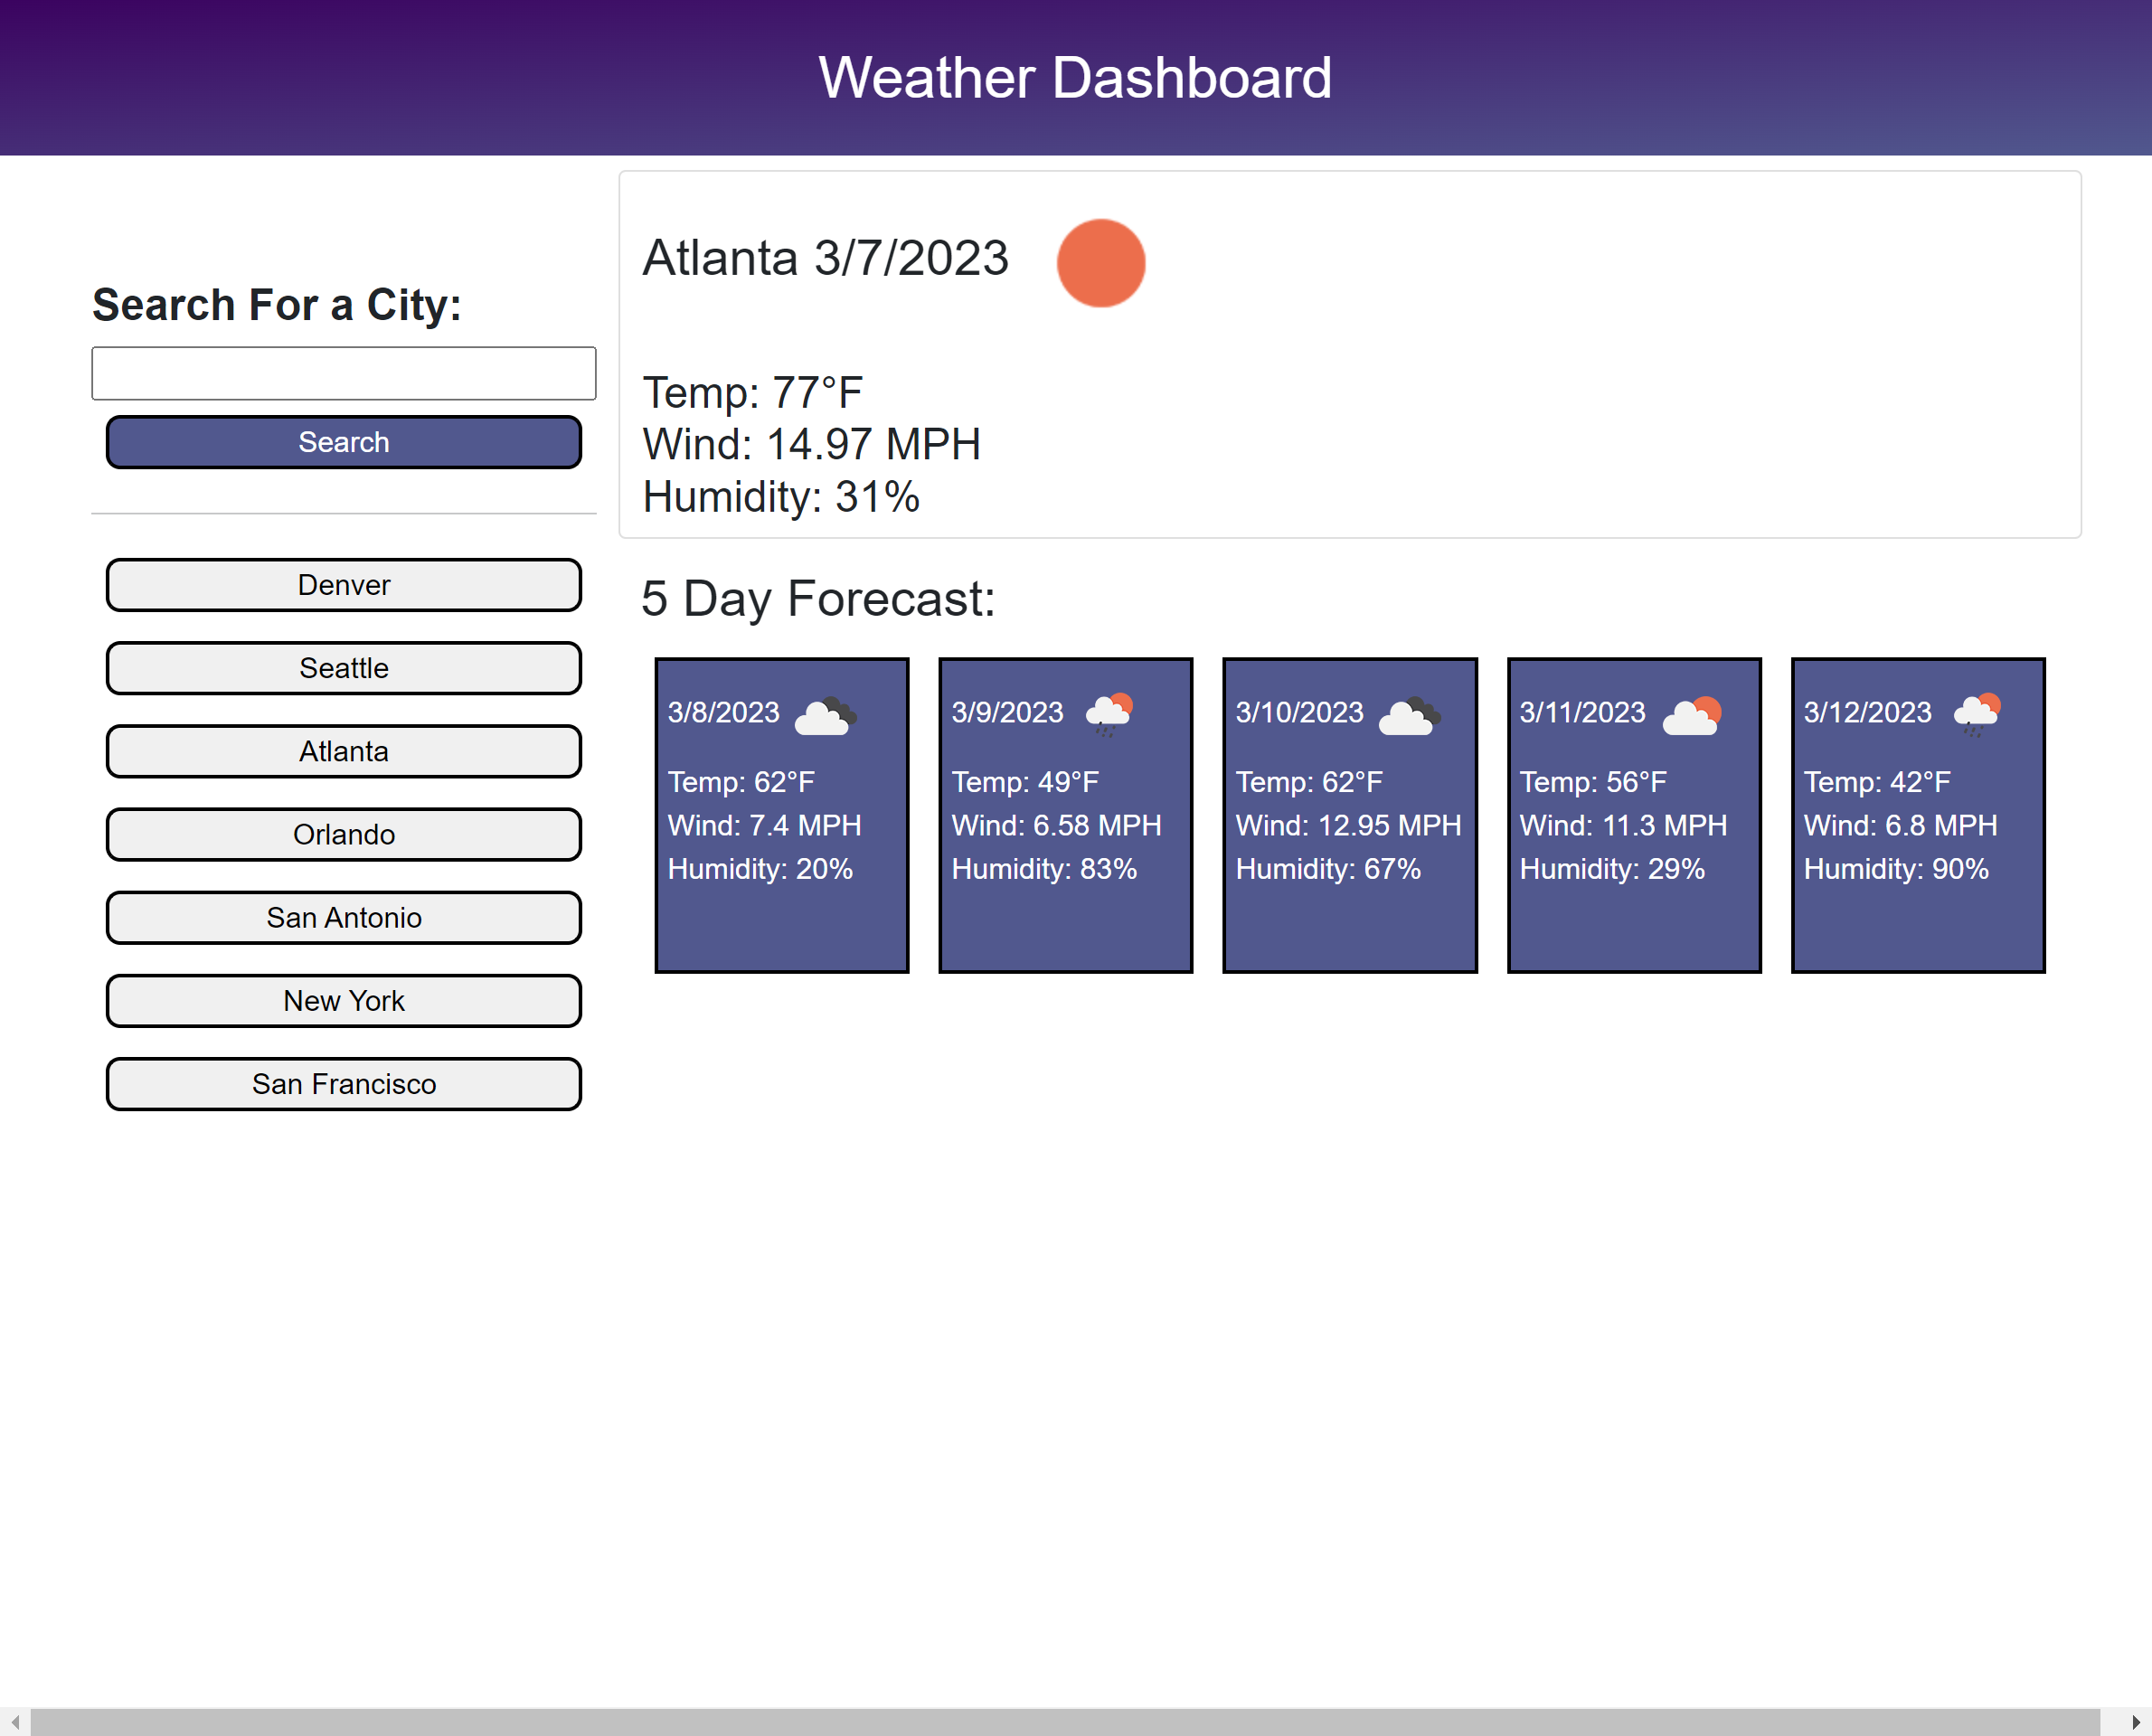 Weather Dashboard
Search For a City:
Search
Denver
Seattle
Atlanta
Orlando
San Antonio
New York
San Francisco
Atlanta 3/7/2023
Temp: 77°F
Wind: 14.97 MPH
Humidity: 31%
5 Day Forecast:
3/8/2023
Temp: 62°F
Wind: 7.4 MPH
Humidity: 20%
3/9/2023
Temp: 49°F
Wind: 6.58 MPH
Humidity: 83%
3/10/2023
Temp: 62°F
Wind: 12.95 MPH
Humidity: 67%
3/11/2023
Temp: 56°F
Wind: 11.3 MPH
Humidity: 29%
3/12/2023
Temp: 42°F
Wind: 6.8 MPH
Humidity: 90%